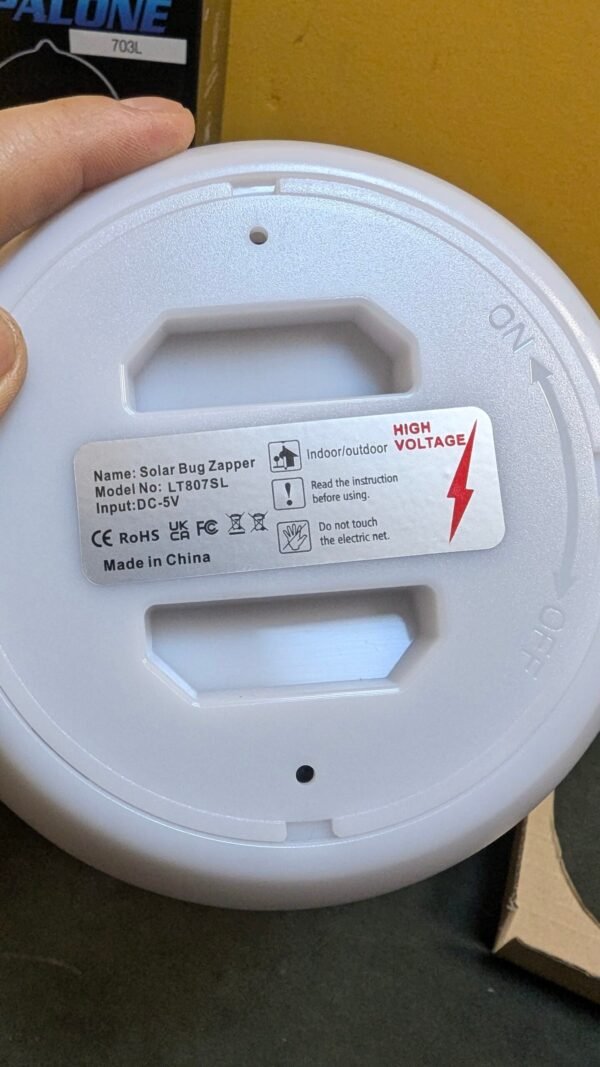 PALONE
703L
ON
Name: Solar Bug Zapper
Model No: LT807SL
Input:DC-5V
CE RoHS UK CA FC
Made in China
Indoor/outdoor
Read the instruction
before using.
Do not touch
the electric net.
HIGH
VOLTAGE
OFF